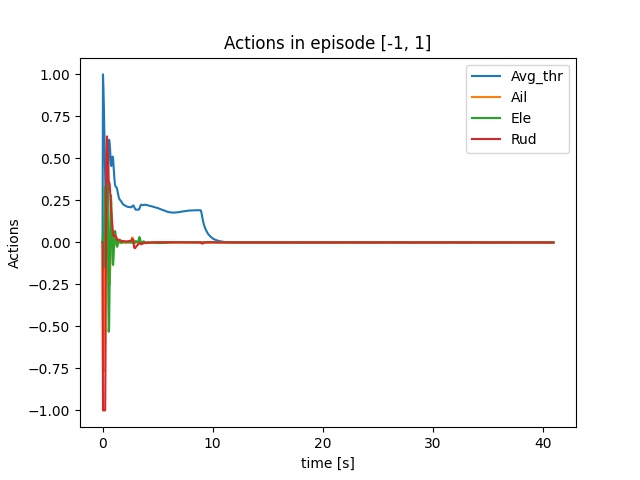 Actions in episode [-1, 1]
Avg_thr
Ail
Ele
Rud
1.00
0.75
0.50
0.25
0.00
−0.25
−0.50
−0.75
−1.00
Actions
0 10 20 30 40
time [s]